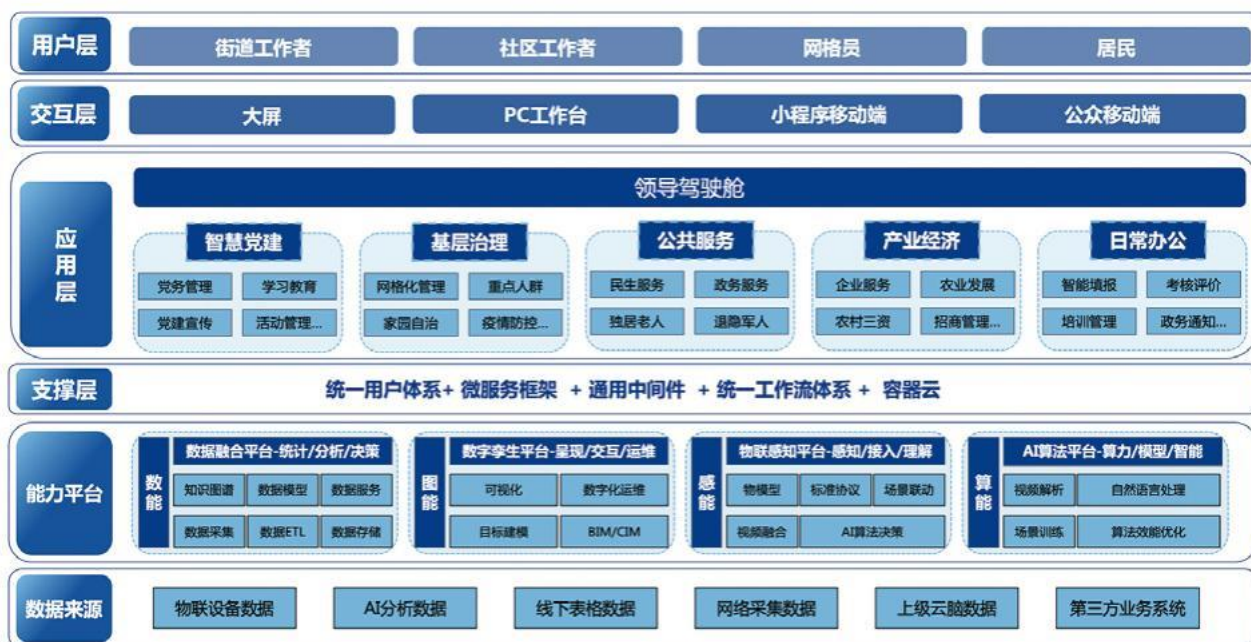 用户层
街道工作者
社区工作者
网格员
居民
交互层
大屏
PC工作台
小程序移动端
公众移动端
应用层
领导驾驶舱
智慧党建
基层治理
公共服务
产业经济
日常办公
党务管理
学习教育
网格化管理
重点人群
民生服务
政务服务
企业服务
农业发展
智能填报
考核评价
党建宣传
活动管理...
家园自治
疫情防控...
独居老人
退隐军人
农村三资
招商管理...
培训管理
政务通知...
支撑层
统一用户体系+ 微服务框架 + 通用中间件 + 统一工作流体系 + 容器云
能力平台
数能
数据融合平台-统计/分析/决策
知识图谱
数据模型
数据服务
数据采集
数据ETL
数据存储
图能
数字孪生平台-呈现/交互/运维
可视化
数字化运维
目标建模
BIM/CIM
感能
物联感知平台-感知/接入/理解
物模型
标准协议
场景联动
视频融合
AI算法决策
算能
AI算法平台-算力/模型/智能
视频解析
自然语言处理
场景训练
算法效能优化
数据来源
物联设备数据
AI分析数据
线下表格数据
网络采集数据
上级云脑数据
第三方业务系统